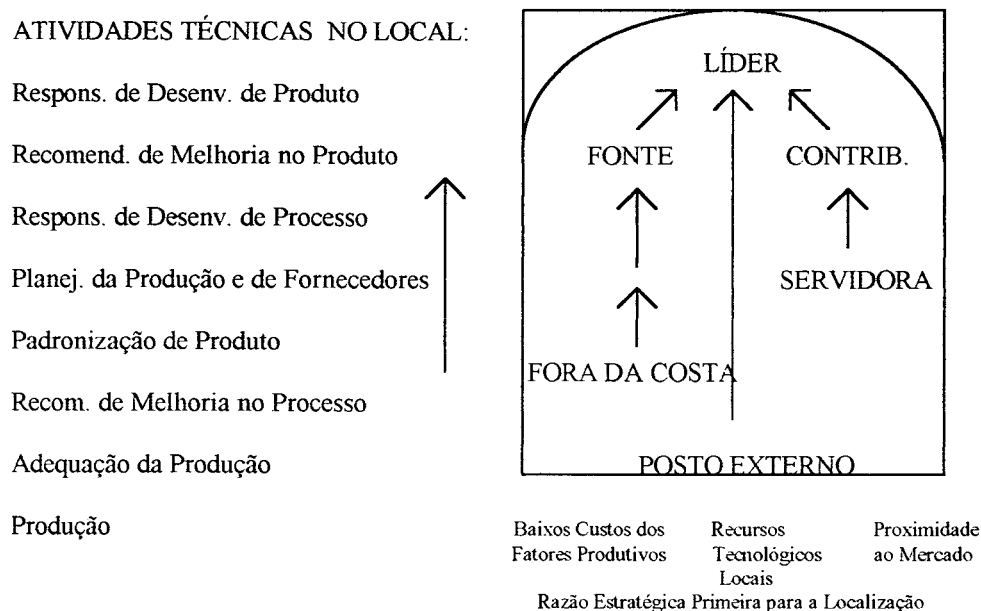 ATIVIDADES TÉCNICAS NO LOCAL:
Respons. de Desenv. de Produto
Recomend. de Melhoria no Produto
Respons. de Desenv. de Processo
Planej. da Produção e de Fornecedores
Padronização de Produto
Recom. de Melhoria no Processo
Adequação da Produção
Produção
LÍDER
FONTE
CONTRIB.
SERVIDORA
FORA DA COSTA
POSTO EXTERNO
Baixos Custos dos
Fatores Produtivos
Recursos
Tecnológicos
Locais
Proximidade
ao Mercado
Razão Estratégica Primeira para a Localização